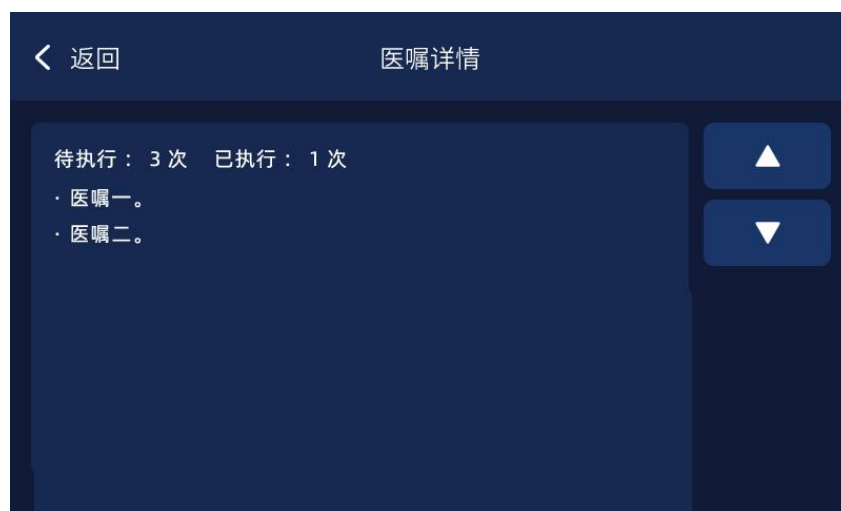 返回
医嘱详情
待执行： 3 次 已执行： 1 次
· 医嘱一。
· 医嘱二。